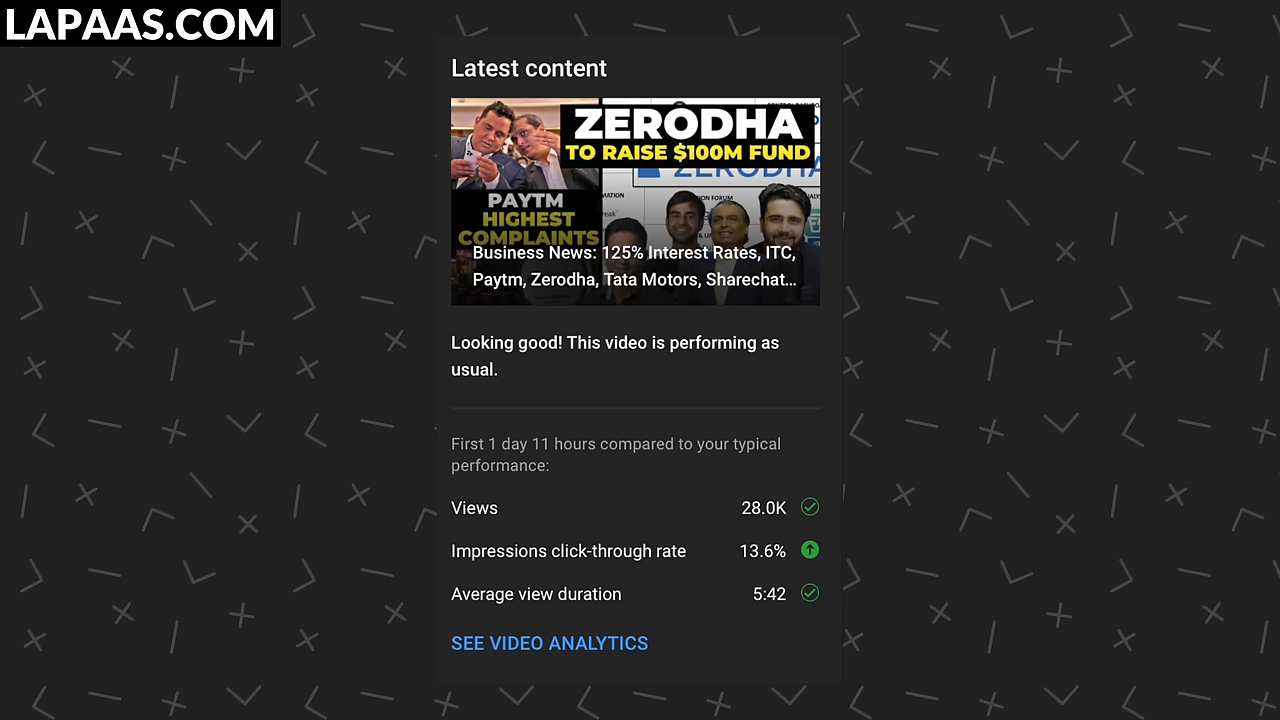 LAPAAS.COM
Latest content
ZERODHA
TO RAISE $100M FUND
ZERODHA
PAYTM
HIGHEST
COMPLAINTS
Business News: 125% Interest Rates, ITC,
Paytm, Zerodha, Tata Motors, Sharechat...
Looking good! This video is performing as
usual.
First 1 day 11 hours compared to your typical
performance:
Views 28.0K
Impressions click-through rate 13.6%
Average view duration 5:42
SEE VIDEO ANALYTICS